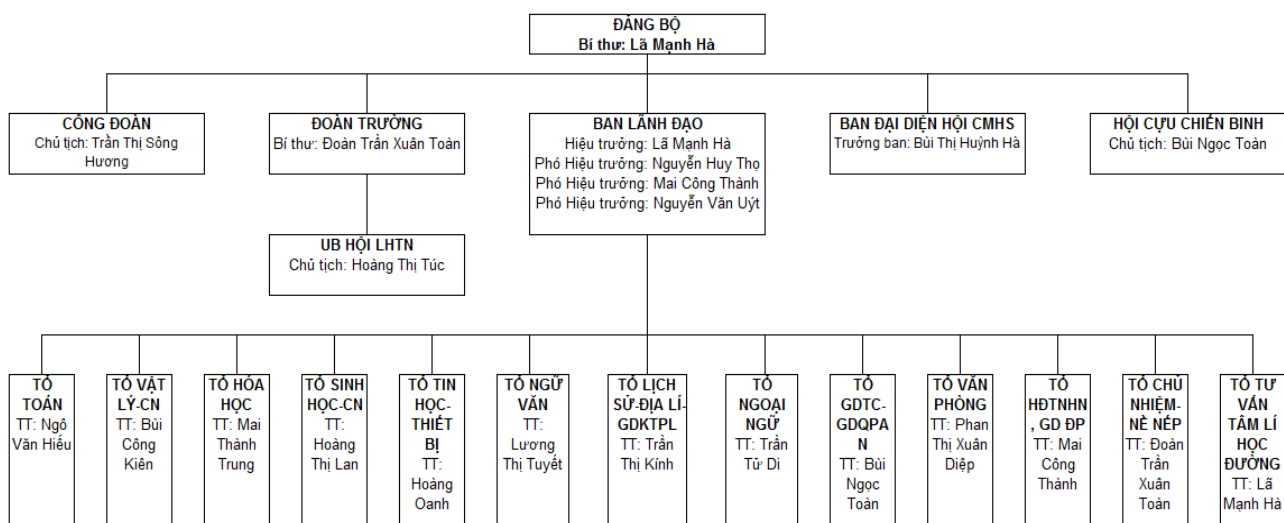 ĐẢNG BỘ
Bí thư: Lã Mạnh Hà
CÔNG ĐOÀN
Chủ tịch: Trần Thị Sông
Hương
ĐOÀN TRƯỜNG
Bí thư: Đoàn Trần Xuân Toàn
BAN LÃNH ĐẠO
Hiệu trưởng: Lã Mạnh Hà
Phó Hiệu trưởng: Nguyễn Huy Thọ
Phó Hiệu trưởng: Mai Công Thành
Phó Hiệu trưởng: Nguyễn Văn Uýt
BAN ĐẠI DIỆN HỘI CMHS
Trưởng ban: Bùi Thị Huỳnh Hà
HỘI CỰU CHIẾN BINH
Chủ tịch: Bùi Ngọc Toàn
UB HỘI LHTN
Chủ tịch: Hoàng Thị Túc
TỔ
TOÁN
TT: Ngô
Văn Hiếu
TỔ VẬT
LÝ-CN
TT: Bùi
Công
Kiên
TỔ HÓA
HỌC
TT: Mai
Thành
Trung
TỔ SINH
HỌC-CN
TT:
Hoàng
Thị Lan
TỔ TIN
HỌC-
THIẾT
BỊ
TT:
Hoàng
Oanh
TỔ NGỮ
VĂN
TT:
Lương
Thị Tuyết
TỔ LỊCH
SỬ-ĐỊA LÍ-
GDKTPL
TT: Trần
Thị Kính
TỔ
NGOẠI
NGỮ
TT: Trần
Tử Di
TỔ
GDTC-
GDQPA
N
TT: Bùi
Ngọc
Toàn
TỔ VĂN
PHÒNG
TT: Phan
Thị Xuân
Diệp
TỔ
HĐTNHN
, GD ĐP
TT: Mai
Công
Thành
TỔ CHỦ
NHIỆM-
NỀ NẾP
TT: Đoàn
Trần
Xuân
Toàn
TỔ TƯ
VẤN
TÂM LÍ
HỌC
ĐƯỜNG
TT: Lã
Mạnh Hà